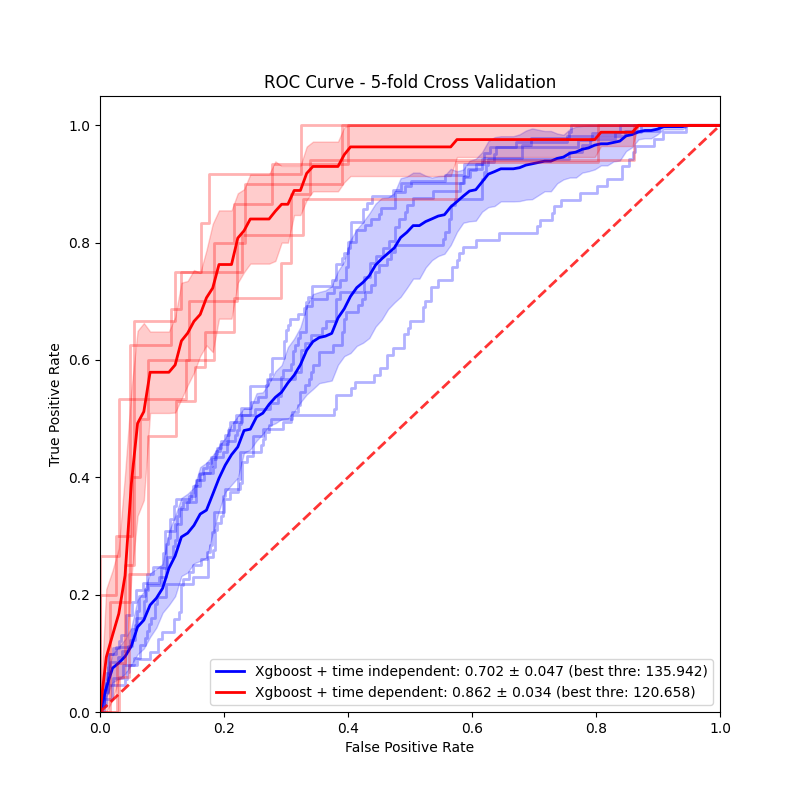 ROC Curve - 5-fold Cross Validation
True Positive Rate
1.0
0.8
0.6
0.4
0.2
0.0
Xgboost + time independent: 0.702 ± 0.047 (best thre: 135.942)
Xgboost + time dependent: 0.862 ± 0.034 (best thre: 120.658)
0.0 0.2 0.4 0.6 0.8 1.0
False Positive Rate